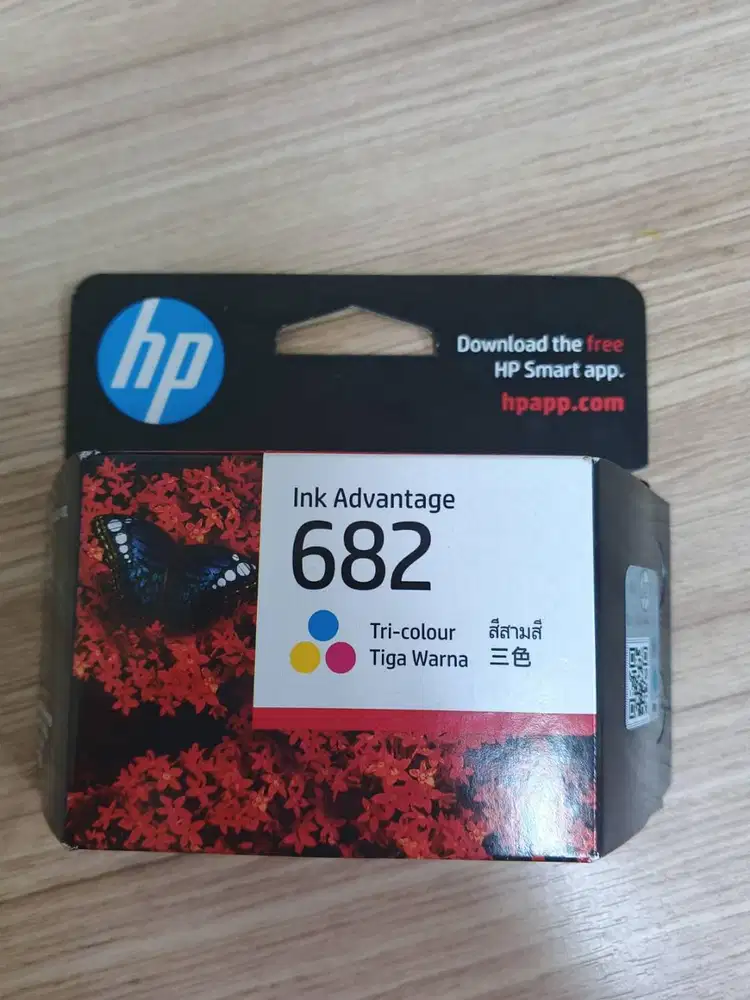 hp
Download the free
HP Smart app.
hpapp.com
Ink Advantage
682
Tri-colour สีสามสี
Tiga Warna 三色